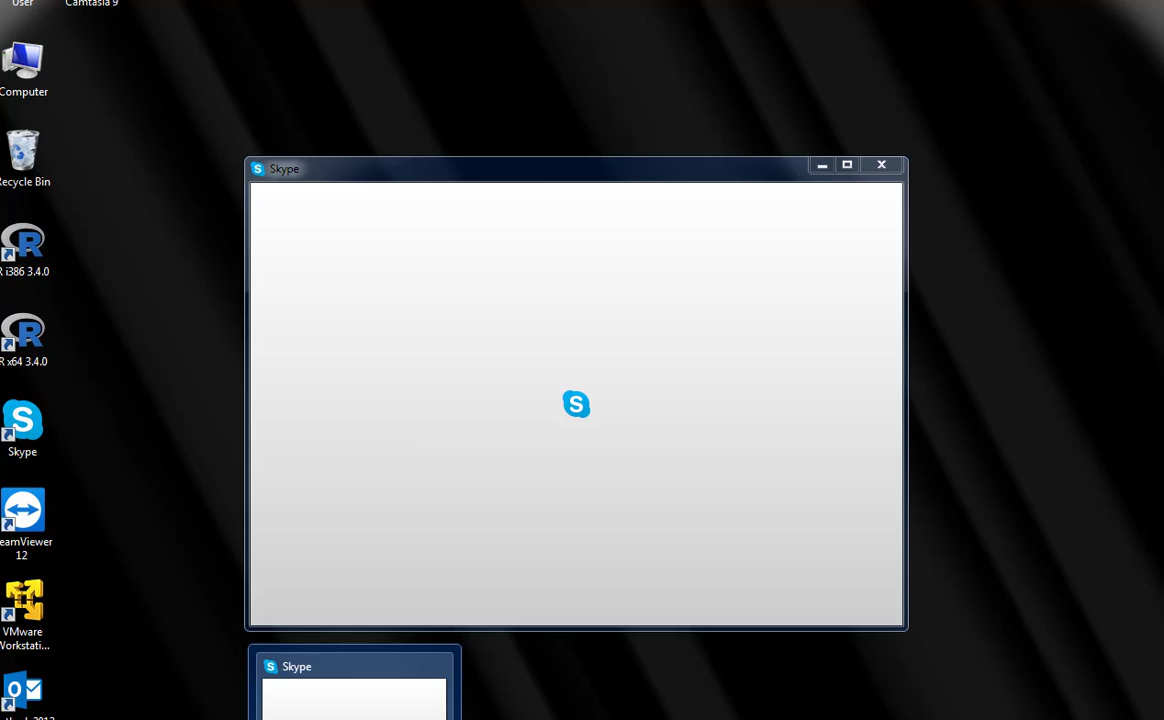 User
Camtasia 9
Computer
Recycle Bin
R i386 3.4.0
R x64 3.4.0
Skype
eamViewer
12
VMware
Workstati...
Skype
S
Skype